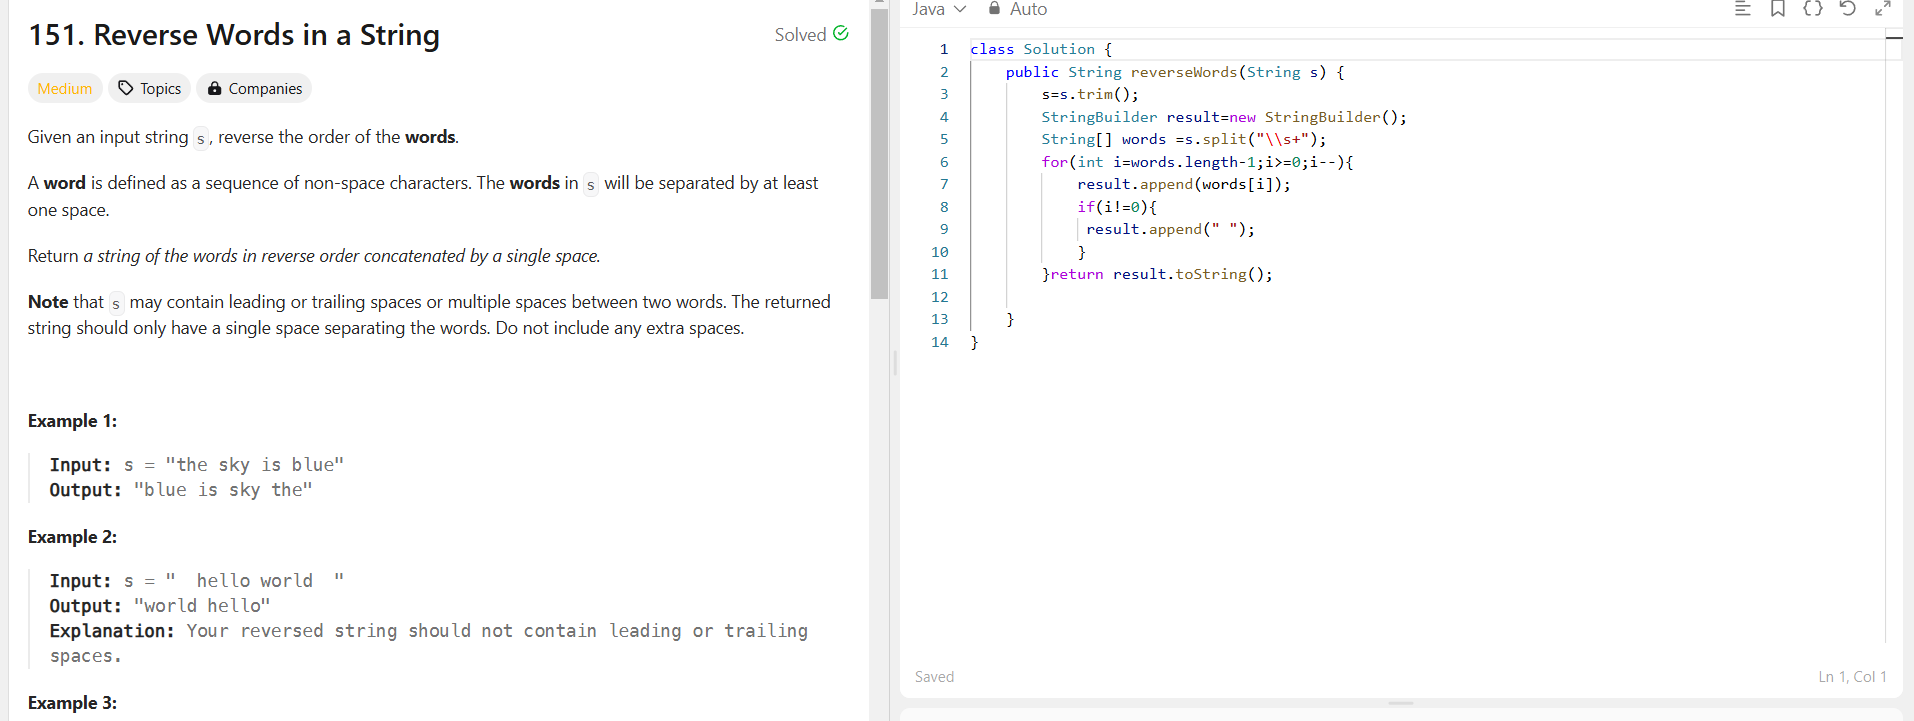 151. Reverse Words in a String
Solved
Medium
Topics
Companies
Given an input string s, reverse the order of the words.
A word is defined as a sequence of non-space characters. The words in s will be separated by at least
one space.
Return a string of the words in reverse order concatenated by a single space.
Note that s may contain leading or trailing spaces or multiple spaces between two words. The returned
string should only have a single space separating the words. Do not include any extra spaces.
Example 1:
Input: s = "the sky is blue"
Output: "blue is sky the"
Example 2:
Input: s = "  hello world  "
Output: "world hello"
Explanation: Your reversed string should not contain leading or trailing
spaces.
Example 3:
Java
Auto
1 class Solution {
2     public String reverseWords(String s) {
3         s=s.trim();
4         StringBuilder result=new StringBuilder();
5         String[] words =s.split("\\s+");
6         for(int i=words.length-1;i>=0;i--){
7             result.append(words[i]);
8             if(i!=0){
9              result.append(" ");
10             }
11         }return result.toString();
12
13     }
14 }
Saved
Ln 1, Col 1